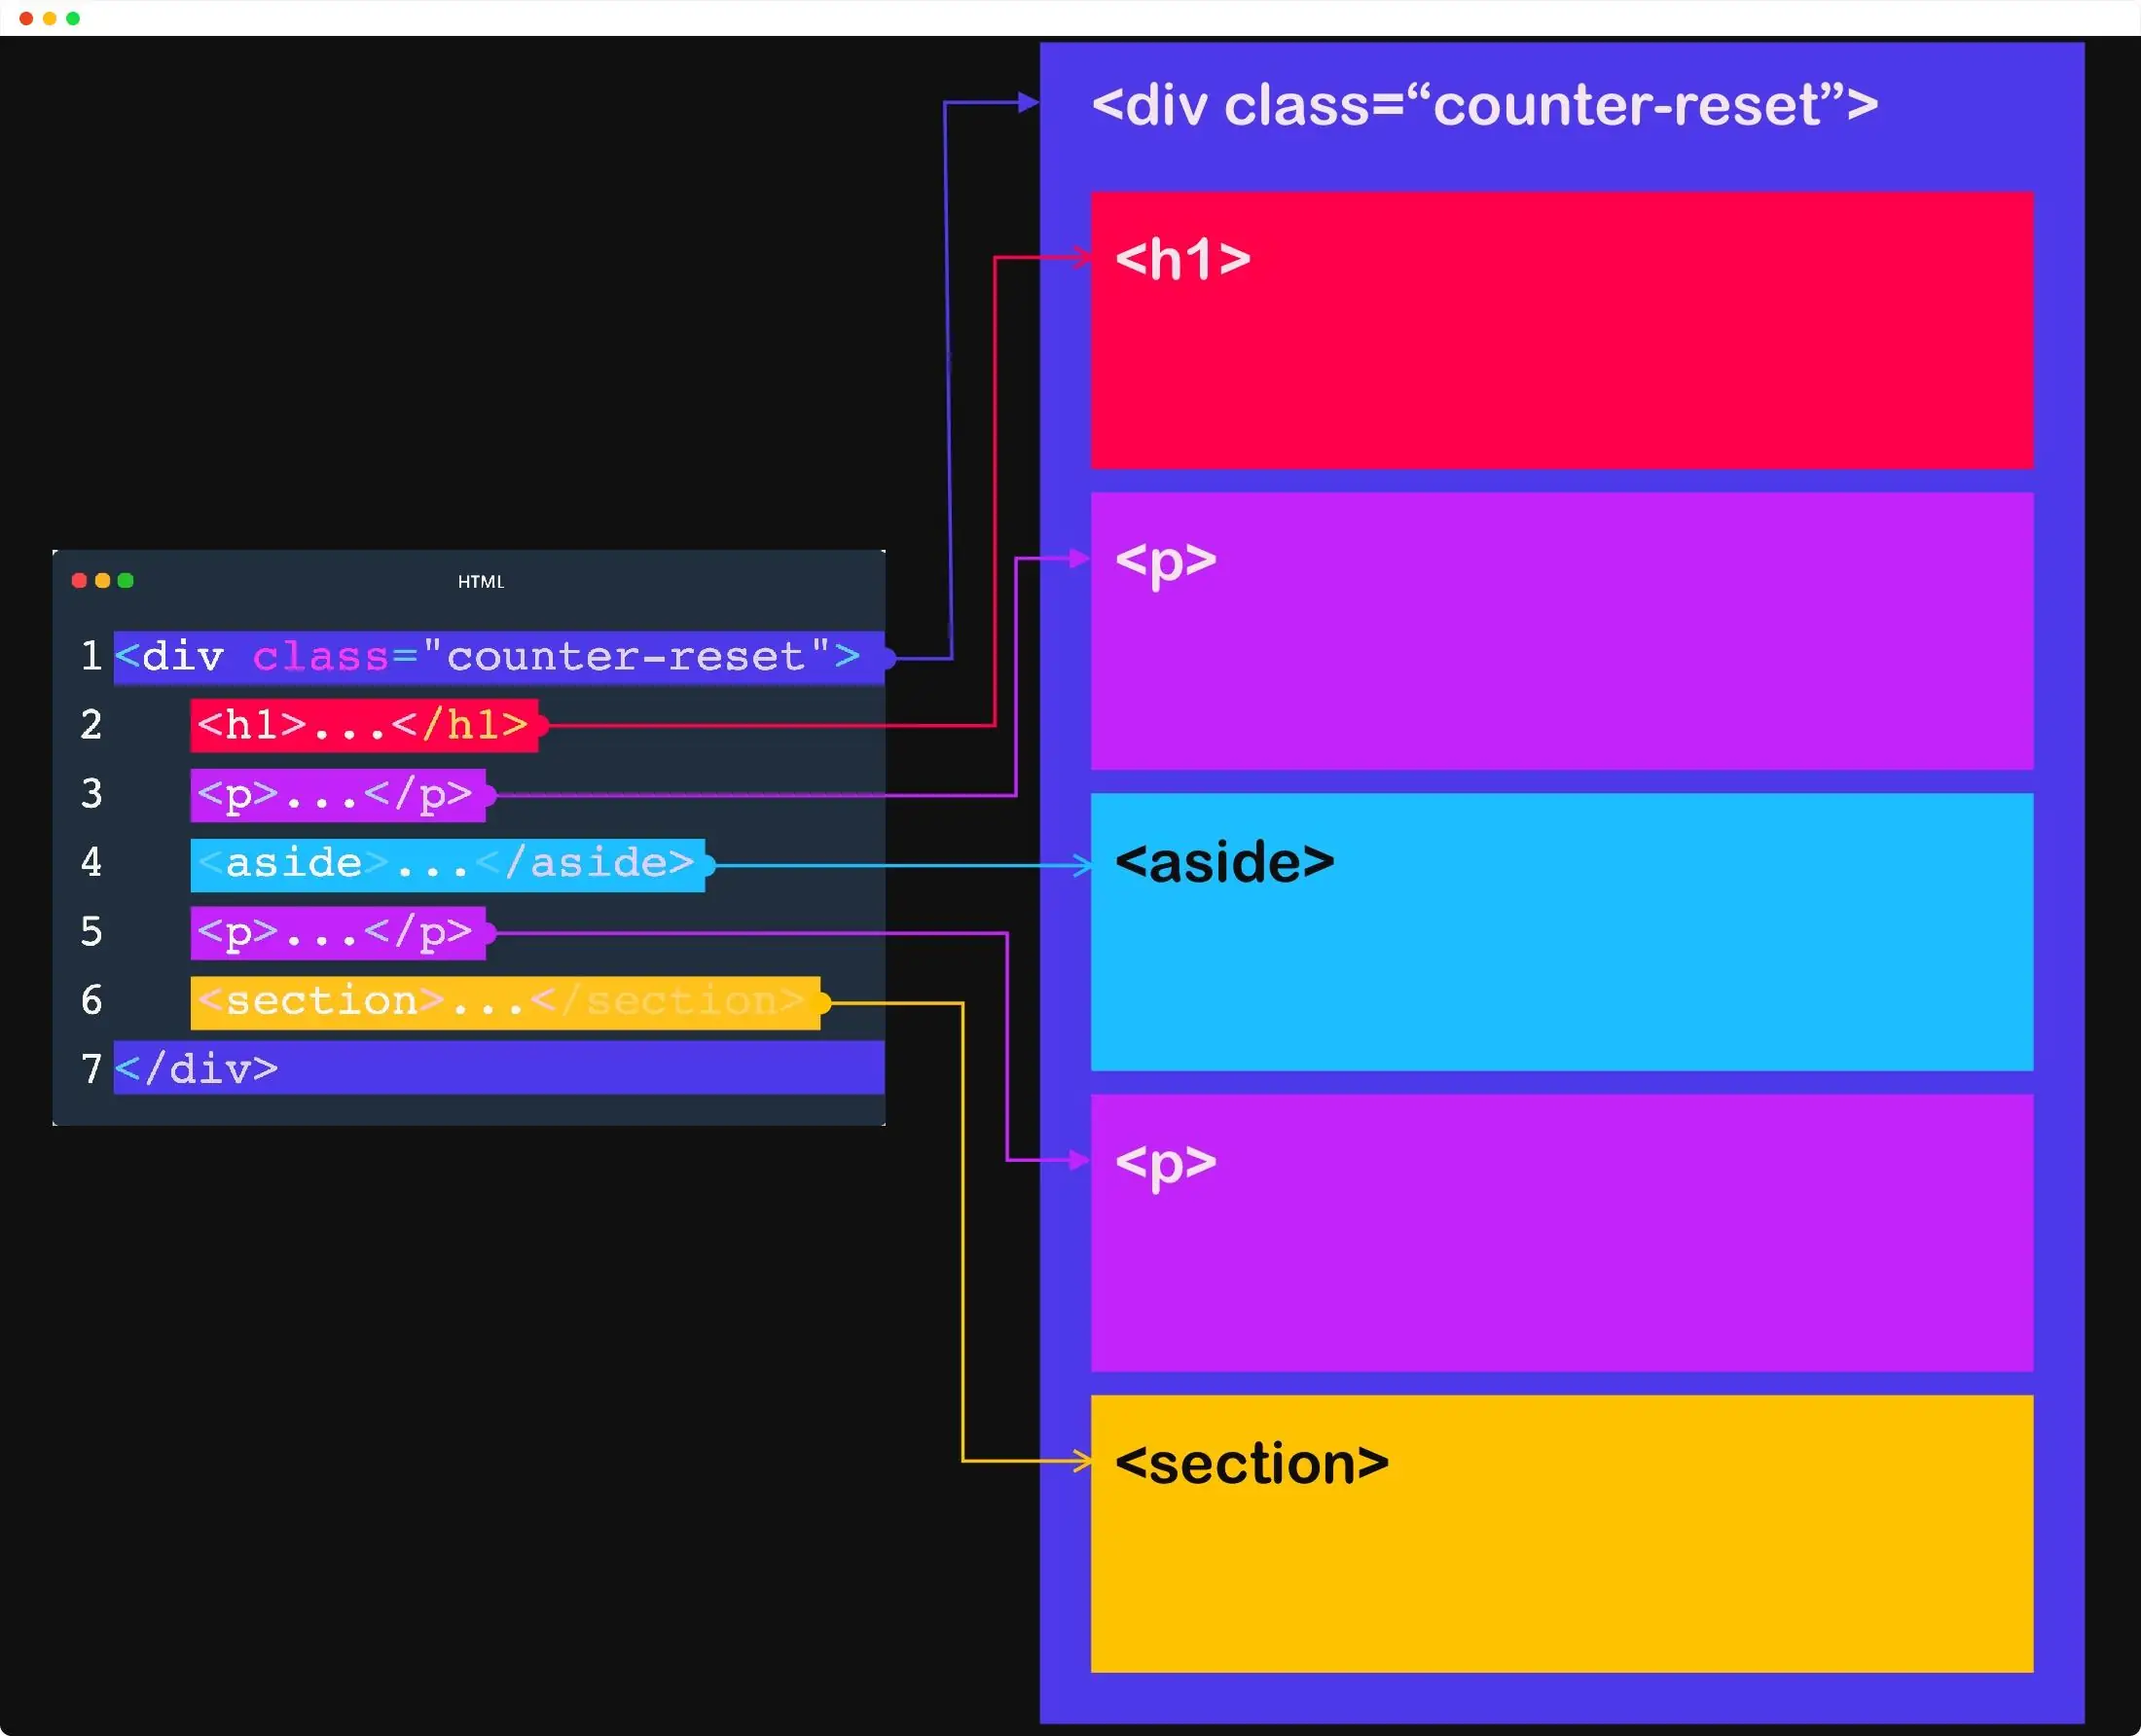 HTML
1 <div class="counter-reset">
2 <h1>...</h1>
3 <p>...</p>
4 <aside>...</aside>
5 <p>...</p>
6 <section>...</section>
7 </div>
<div class=“counter-reset”>
<h1>
<p>
<aside>
<p>
<section>